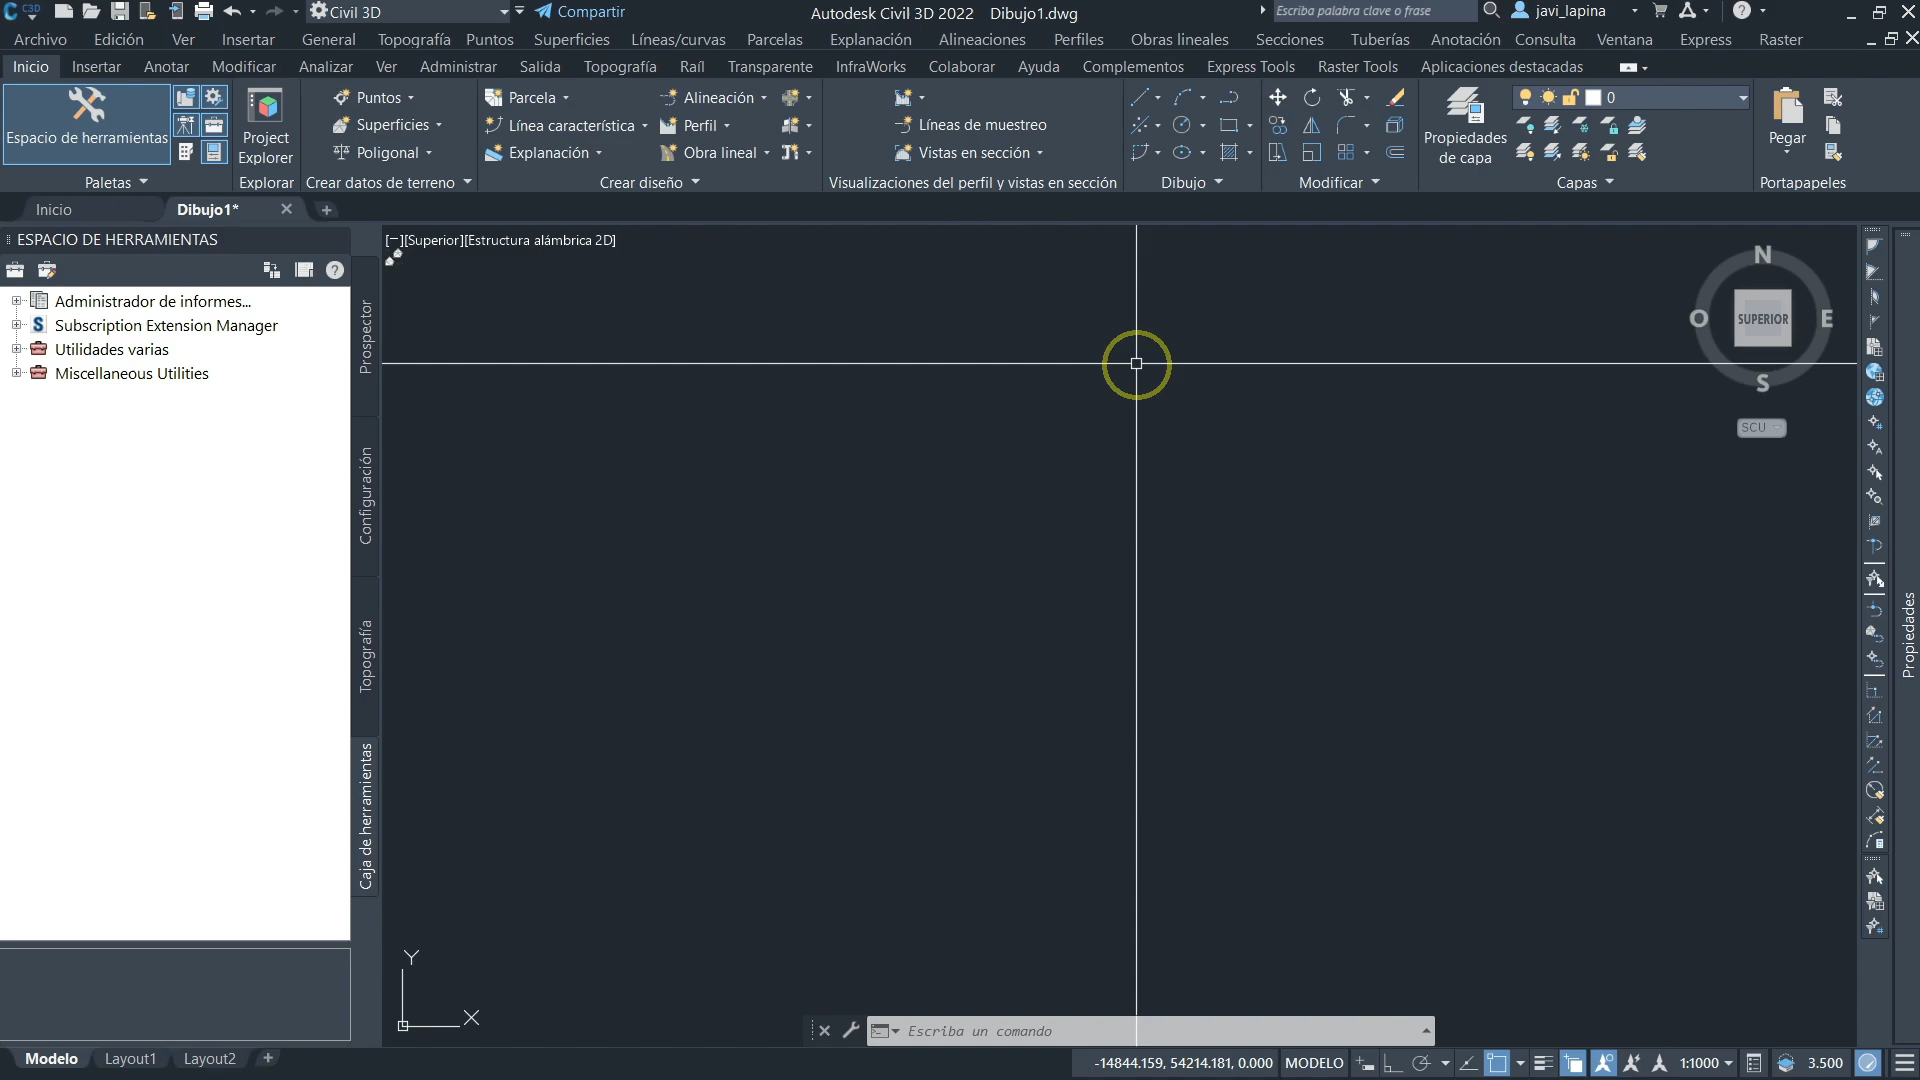 C3D Civil 3D Compartir Autodesk Civil 3D 2022 Dibujo1.dwg Escriba palabra clave o frase javi_lapina
Archivo Edición Ver Insertar General Topografía Puntos Superficies Líneas/curvas Parcelas Explanación Alineaciones Perfiles Obras lineales Secciones Tuberías Anotación Consulta Ventana Express Raster
Inicio Insertar Anotar Modificar Analizar Ver Administrar Salida Topografía Raíl Transparente InfraWorks Colaborar Ayuda Complementos Express Tools Raster Tools Aplicaciones destacadas
Puntos Parcela Alineación 0
Espacio de herramientas Project Explorer Superficies Línea característica Perfil Líneas de muestreo Propiedades de capa Pegar
Poligonal Explanación Obra lineal Vistas en sección
Paletas Explorar Crear datos de terreno Crear diseño Visualizaciones del perfil y vistas en sección Dibujo Modificar Capas Portapapeles
Inicio Dibujo1*
ESPACIO DE HERRAMIENTAS
[−][Superior][Estructura alámbrica 2D]
Administrador de informes...
Subscription Extension Manager
Utilidades varias
Miscellaneous Utilities
Prospector
Configuración
Topografía
Caja de herramientas
N
O SUPERIOR E
S
SCU
Propiedades
Y
X
Escriba un comando
Modelo Layout1 Layout2 -14844.159, 54214.181, 0.000 MODELO 1:1000 3.500